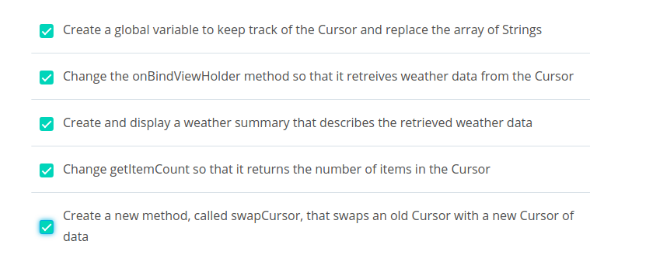 Create a global variable to keep track of the Cursor and replace the array of Strings
Change the onBindViewHolder method so that it retreives weather data from the Cursor
Create and display a weather summary that describes the retrieved weather data
Change getItemCount so that it returns the number of items in the Cursor
Create a new method, called swapCursor, that swaps an old Cursor with a new Cursor of
data